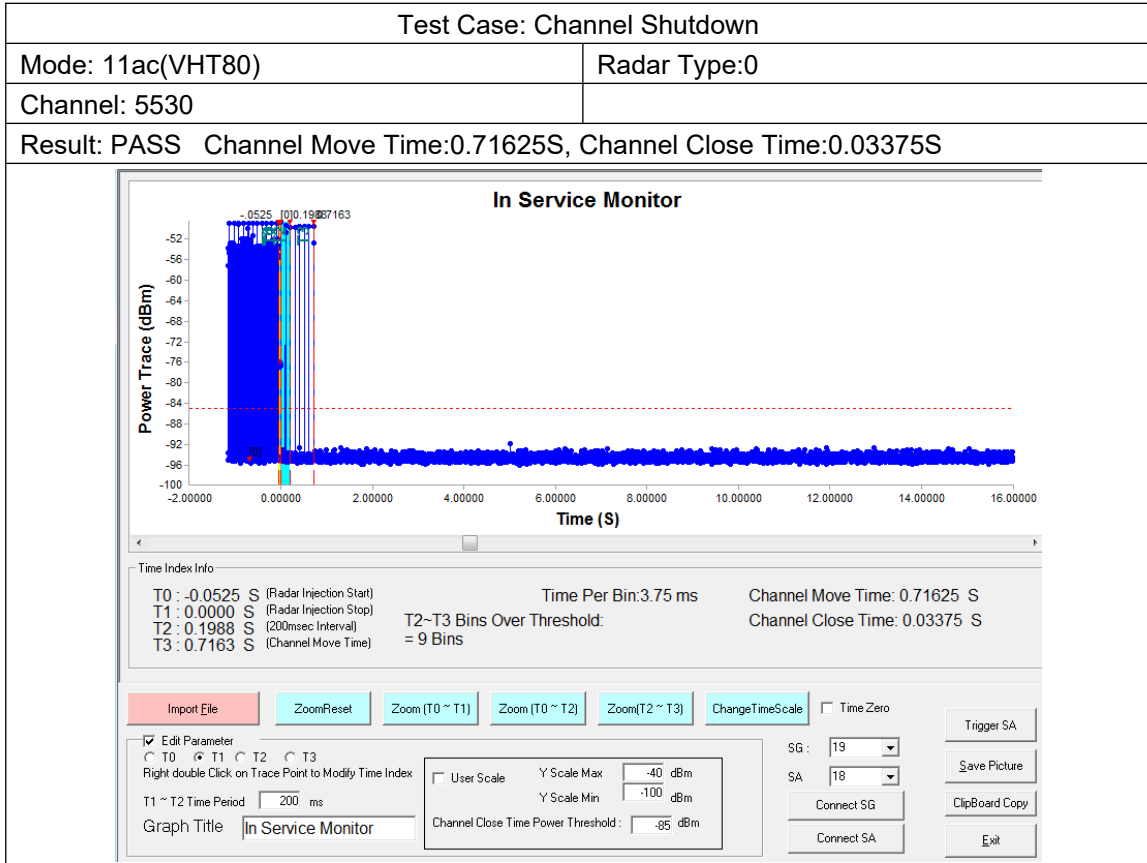 Test Case: Channel Shutdown
Mode: 11ac(VHT80) Radar Type:0
Channel: 5530
Result: PASS Channel Move Time:0.71625S, Channel Close Time:0.03375S
In Service Monitor
-.0525 [0]0.1988
7163
-52
-56
-60
-64
-68
-72
-76
-80
-84
-88
-92
-96
-100
Power Trace (dBm)
[0]
-2.00000 0.00000 2.00000 4.00000 6.00000 8.00000 10.00000 12.00000 14.00000 16.00000
Time (S)
Time Index Info
T0 : -0.0525 S (Radar Injection Start)
T1 : 0.0000 S (Radar Injection Stop)
T2 : 0.1988 S (200msec Interval)
T3 : 0.7163 S (Channel Move Time)
Time Per Bin:3.75 ms
T2~T3 Bins Over Threshold:
= 9 Bins
Channel Move Time: 0.71625 S
Channel Close Time: 0.03375 S
Import File ZoomReset Zoom (T0 ~ T1) Zoom (T0 ~ T2) Zoom(T2 ~ T3) ChangeTimeScale Time Zero
Trigger SA
Edit Parameter
T0 T1 T2 T3
Right double Click on Trace Point to Modify Time Index
T1 ~ T2 Time Period 200 ms
Graph Title In Service Monitor
User Scale Y Scale Max -40 dBm
Y Scale Min -100 dBm
Channel Close Time Power Threshold : -85 dBm
SG : 19
SA 18
Connect SG
Connect SA
Save Picture
ClipBoard Copy
Exit